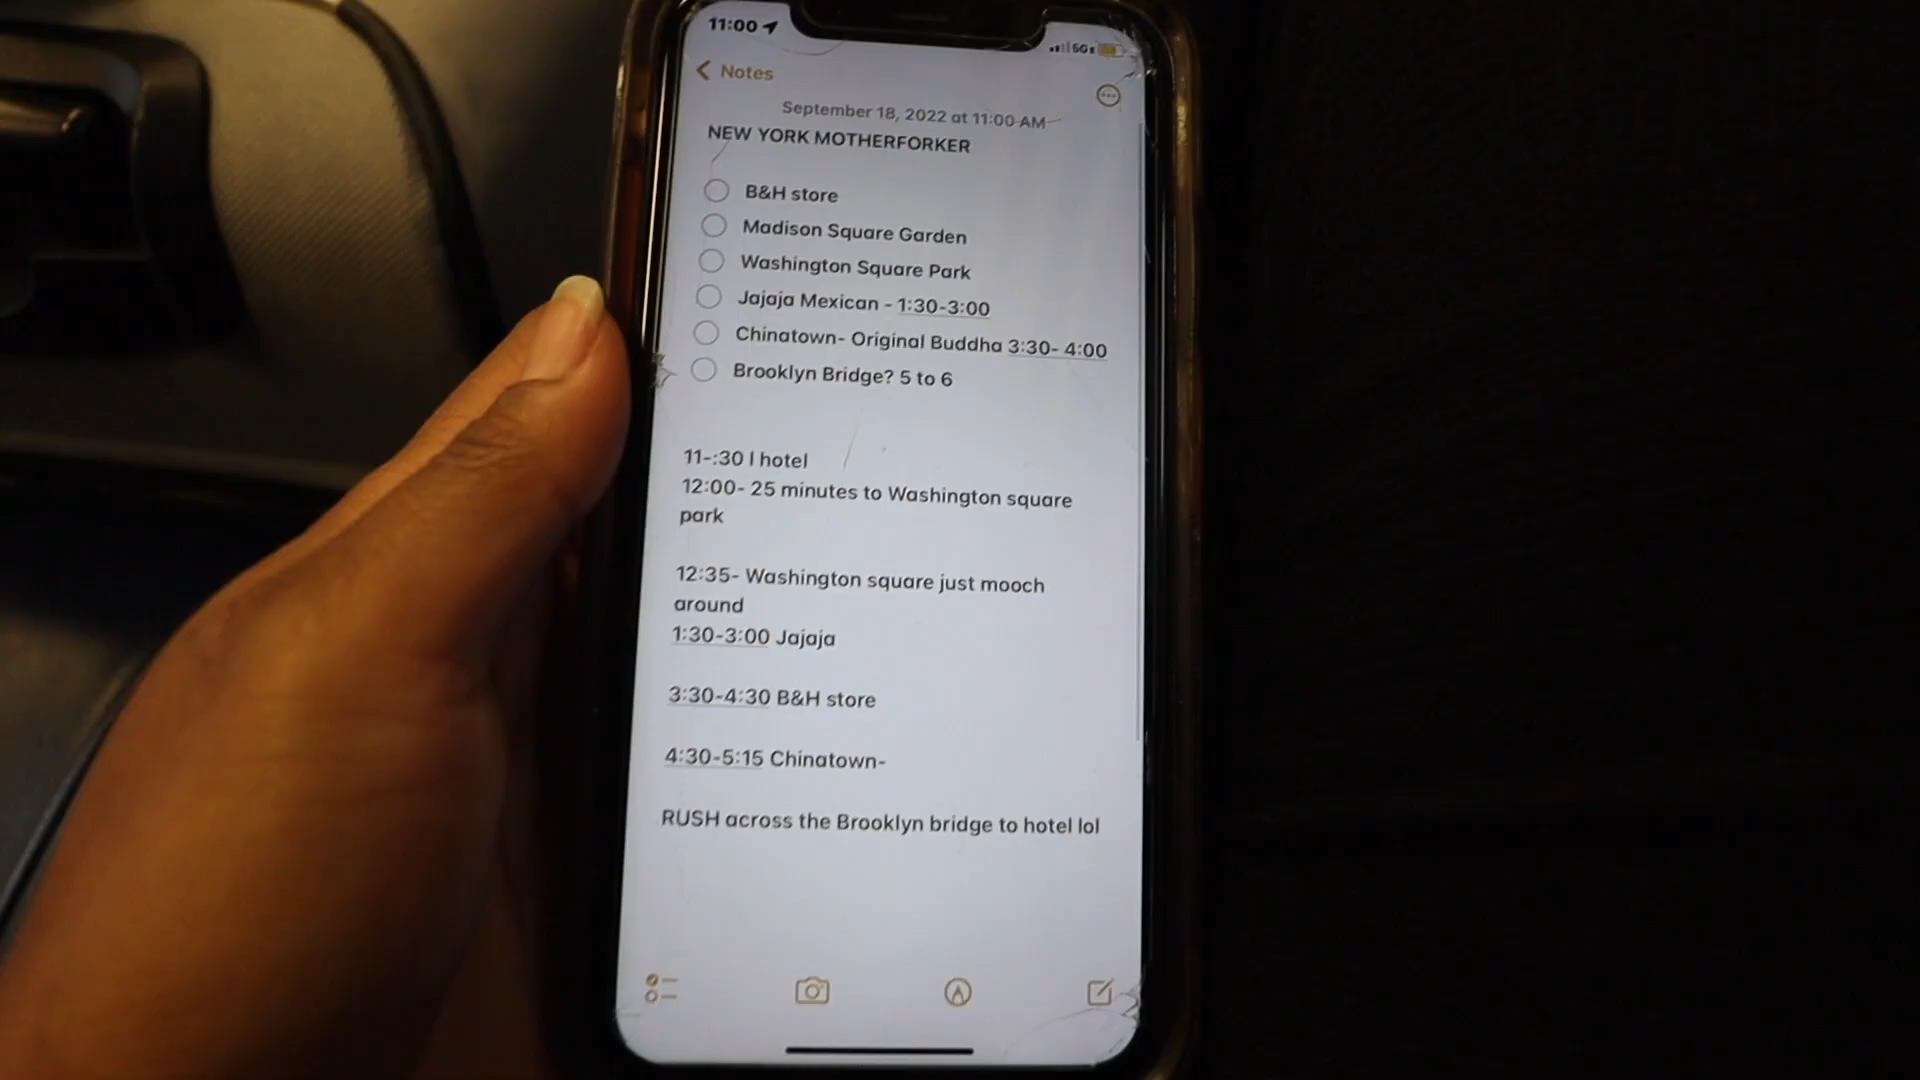 11:00
5G
Notes
September 18, 2022 at 11:00 AM
NEW YORK MOTHERFORKER
B&H store
Madison Square Garden
Washington Square Park
Jajaja Mexican - 1:30-3:00
Chinatown- Original Buddha 3:30- 4:00
Brooklyn Bridge? 5 to 6
11-:30 I hotel
12:00- 25 minutes to Washington square
park
12:35- Washington square just mooch
around
1:30-3:00 Jajaja
3:30-4:30 B&H store
4:30-5:15 Chinatown-
RUSH across the Brooklyn bridge to hotel lol